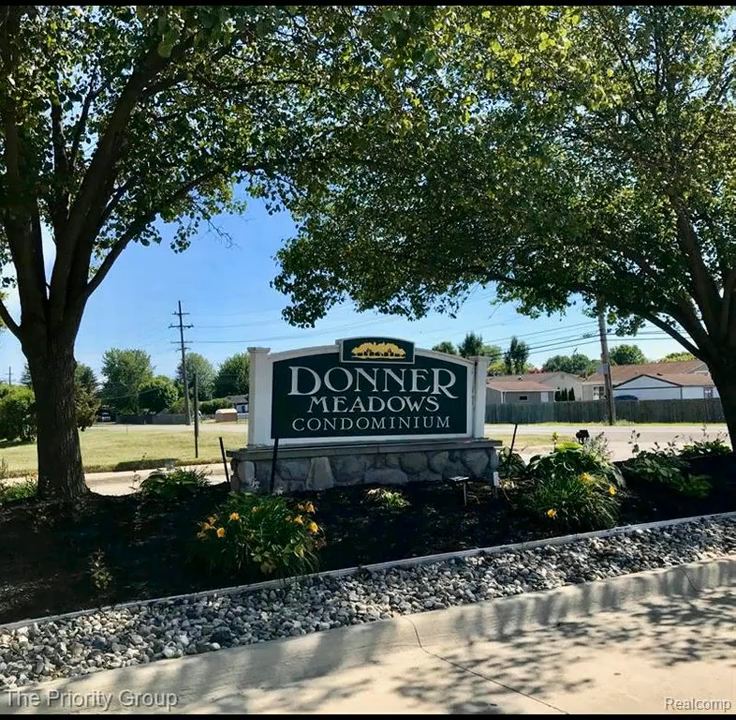 DONNER
MEADOWS
CONDOMINIUM
The Priority Group
Realcomp